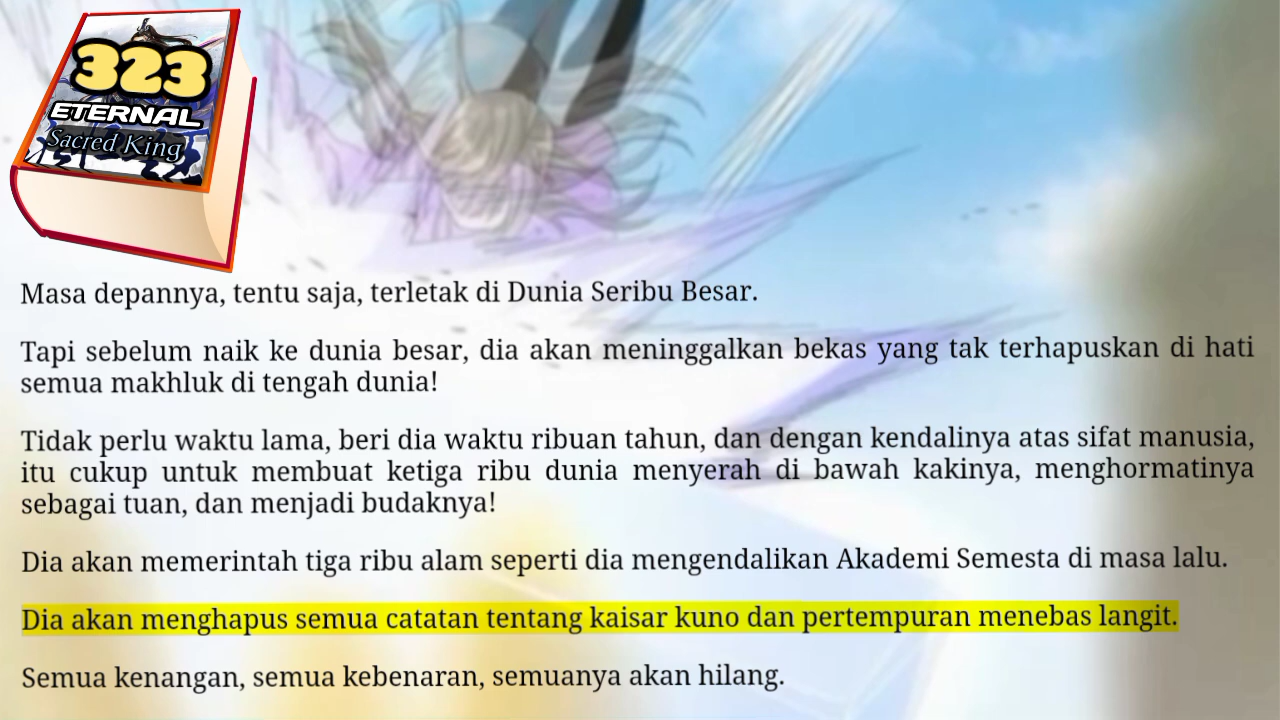 323
ETERNAL
Sacred King
Masa depannya, tentu saja, terletak di Dunia Seribu Besar.
Tapi sebelum naik ke dunia besar, dia akan meninggalkan bekas yang tak terhapuskan di hati
semua makhluk di tengah dunia!
Tidak perlu waktu lama, beri dia waktu ribuan tahun, dan dengan kendalinya atas sifat manusia,
itu cukup untuk membuat ketiga ribu dunia menyerah di bawah kakinya, menghormatinya
sebagai tuan, dan menjadi budaknya!
Dia akan memerintah tiga ribu alam seperti dia mengendalikan Akademi Semesta di masa lalu.
Dia akan menghapus semua catatan tentang kaisar kuno dan pertempuran menebas langit.
Semua kenangan, semua kebenaran, semuanya akan hilang.